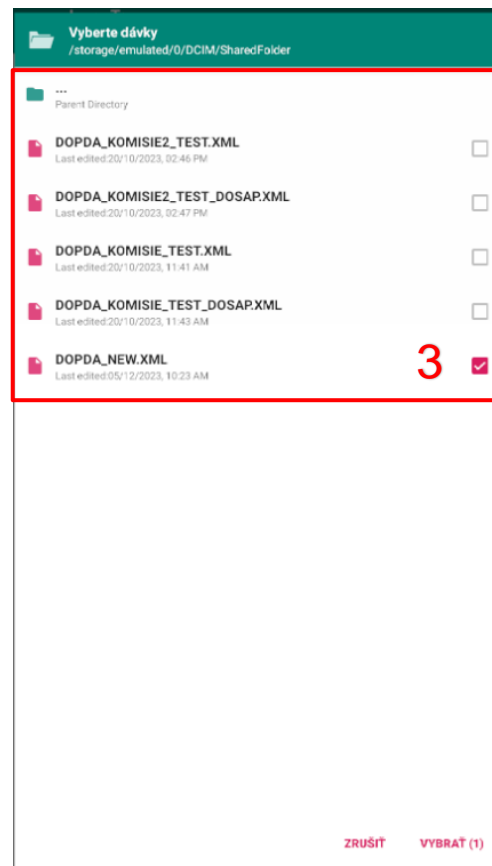 Vyberte dávky
/storage/emulated/0/DCIM/SharedFolder
...
Parent Directory
DOPDA_KOMISIE2_TEST.XML
Last edited:20/10/2023, 02:46 PM
DOPDA_KOMISIE2_TEST_DOSAP.XML
Last edited:20/10/2023, 02:47 PM
DOPDA_KOMISIE_TEST.XML
Last edited:20/10/2023, 11:41 AM
DOPDA_KOMISIE_TEST_DOSAP.XML
Last edited:20/10/2023, 11:43 AM
DOPDA_NEW.XML
Last edited:05/12/2023, 10:23 AM
3
ZRUŠIŤ VYBRAŤ (1)